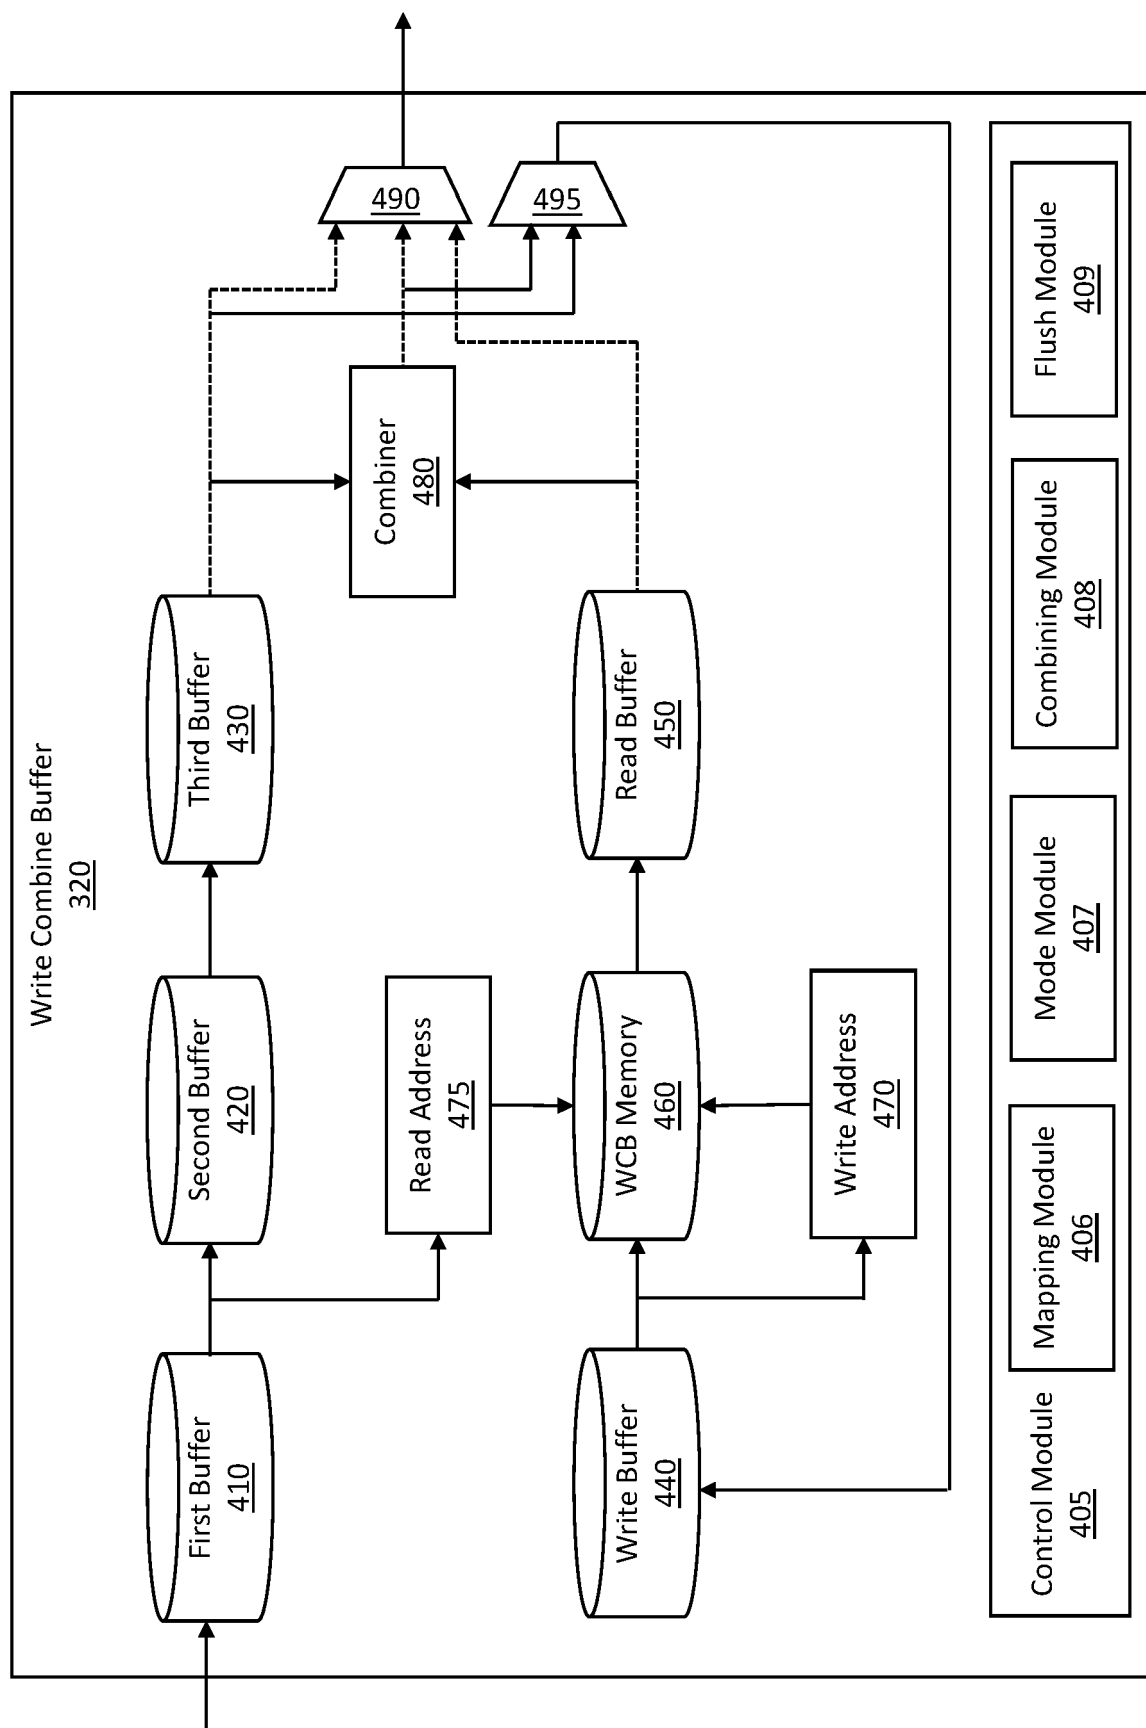 Write Combine Buffer
320
First Buffer
410
Second Buffer
420
Third Buffer
430
Read Address
475
Combiner
480
490
495
Write Buffer
440
WCB Memory
460
Read Buffer
450
Write Address
470
Control Module
405
Mapping Module
406
Mode Module
407
Combining Module
408
Flush Module
409